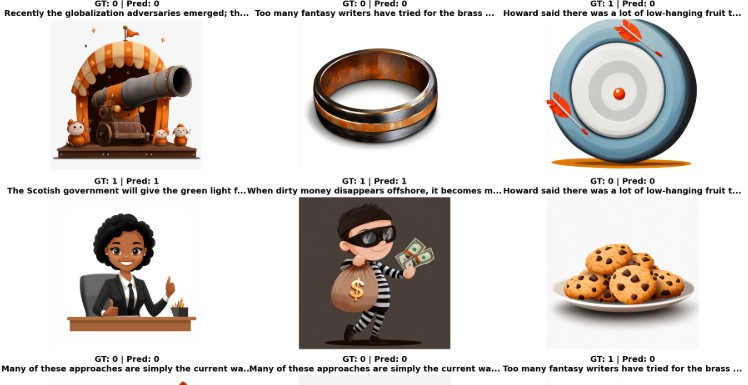 GT: 0 | Pred: 0
Recently the globalization adversaries emerged; th...
GT: 0 | Pred: 0
Too many fantasy writers have tried for the brass ...
GT: 1 | Pred: 0
Howard said there was a lot of low-hanging fruit t...
GT: 1 | Pred: 1
The Scotish government will give the green light f...
GT: 1 | Pred: 1
When dirty money disappears offshore, it becomes m...
GT: 0 | Pred: 0
Howard said there was a lot of low-hanging fruit t...
$
GT: 0 | Pred: 0
Many of these approaches are simply the current wa...
GT: 0 | Pred: 0
Many of these approaches are simply the current wa...
GT: 1 | Pred: 0
Too many fantasy writers have tried for the brass ...